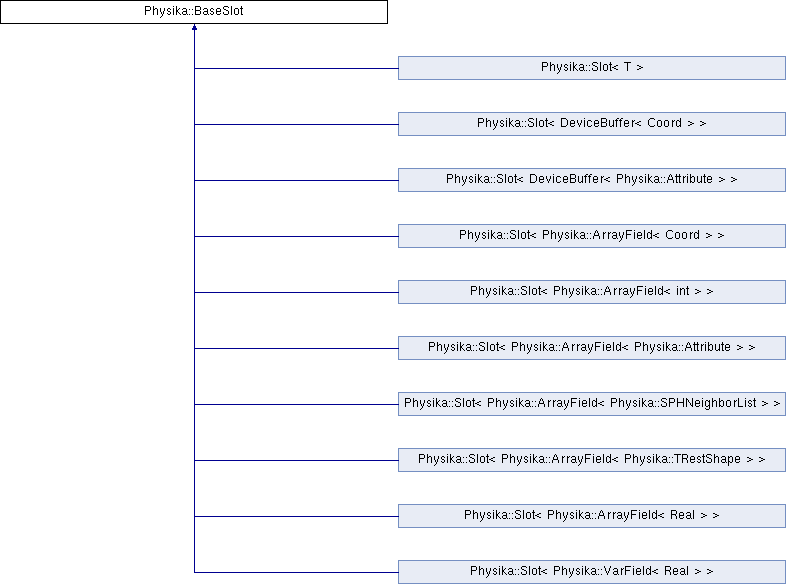 Physika::BaseSlot
Physika::Slot< T >
Physika::Slot< DeviceBuffer< Coord > >
Physika::Slot< DeviceBuffer< Physika::Attribute > >
Physika::Slot< Physika::ArrayField< Coord > >
Physika::Slot< Physika::ArrayField< int > >
Physika::Slot< Physika::ArrayField< Physika::Attribute > >
Physika::Slot< Physika::ArrayField< Physika::SPHNeighborList > >
Physika::Slot< Physika::ArrayField< Physika::TRestShape > >
Physika::Slot< Physika::ArrayField< Real > >
Physika::Slot< Physika::VarField< Real > >